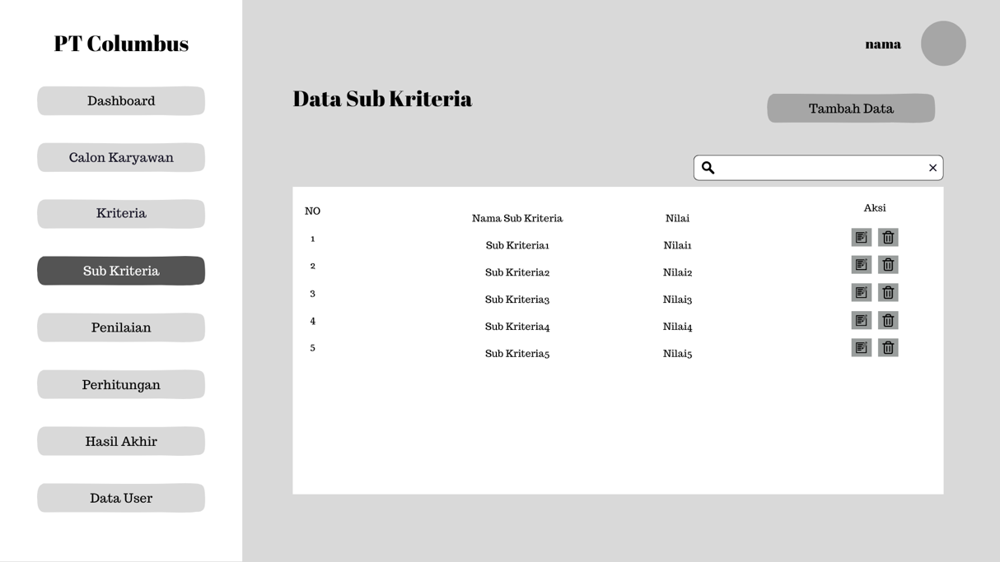 PT Columbus
nama
Dashboard
Calon Karyawan
Kriteria
Sub Kriteria
Penilaian
Perhitungan
Hasil Akhir
Data User
Data Sub Kriteria
Tambah Data
NO Nama Sub Kriteria Nilai Aksi
1 Sub Kriteria1 Nilai1
2 Sub Kriteria2 Nilai2
3 Sub Kriteria3 Nilai3
4 Sub Kriteria4 Nilai4
5 Sub Kriteria5 Nilai5